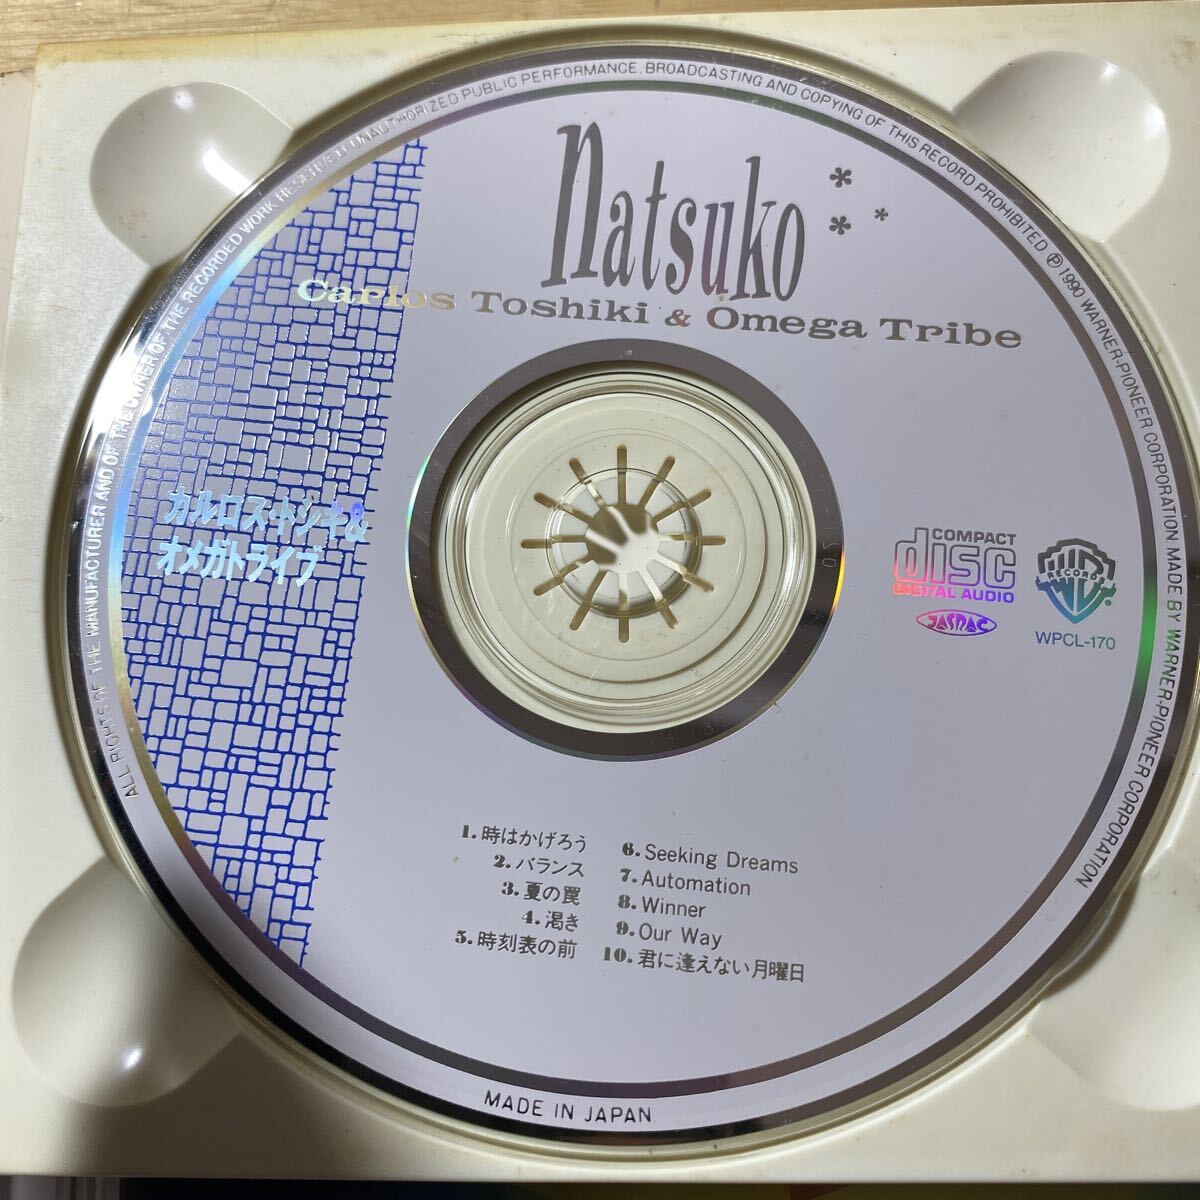 natsuko***
Carlos Toshiki & Omega Tribe
カルロス・トシキ&
オメガトライブ
COMPACT
disc
DIGITAL AUDIO
JASRAC
WB
RECORDS
WPCL-170
1.時はかげろう
2.バランス
3.夏の罠
4.渇き
5.時刻表の前
6.Seeking Dreams
7.Automation
8.Winner
9.Our Way
10.君に逢えない月曜日
ALL RIGHTS OF THE MANUFACTURER AND OF THE OWNER OF THE RECORDED WORK RESERVED. UNAUTHORIZED PUBLIC PERFORMANCE, BROADCASTING AND COPYING OF THIS RECORD PROHIBITED ℗1990 WARNER-PIONEER CORPORATION MADE BY WARNER-PIONEER CORPORATION
MADE IN JAPAN